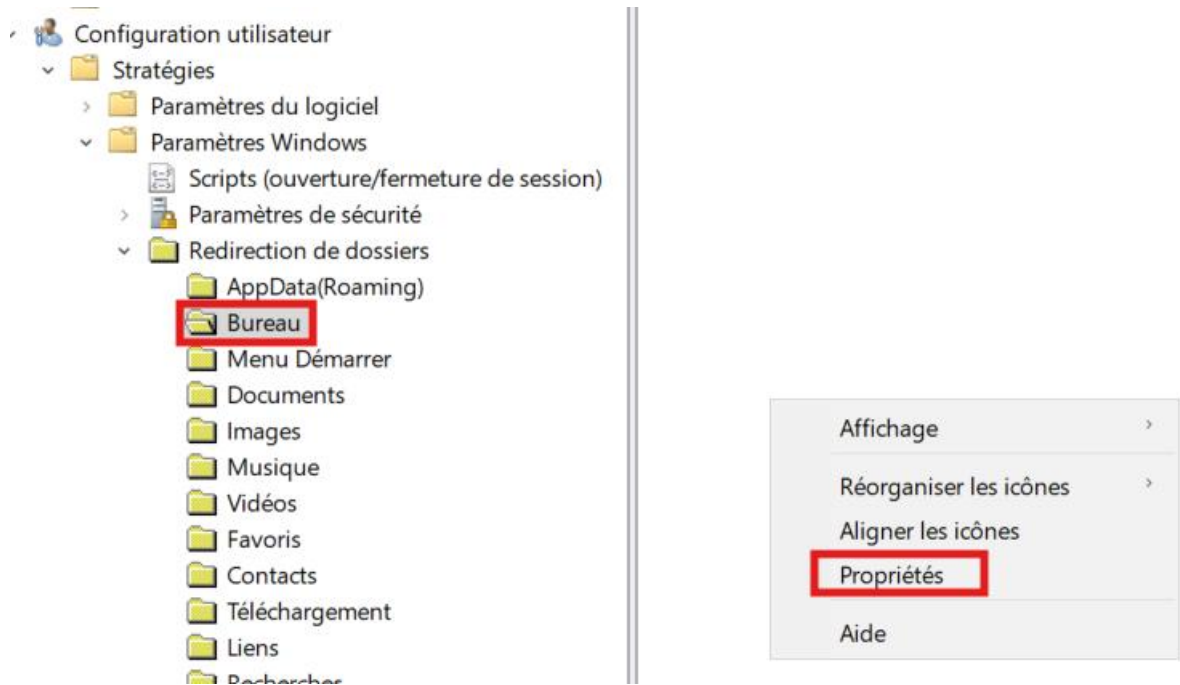 Configuration utilisateur
Stratégies
Paramètres du logiciel
Paramètres Windows
Scripts (ouverture/fermeture de session)
Paramètres de sécurité
Redirection de dossiers
AppData(Roaming)
Bureau
Menu Démarrer
Documents
Images
Musique
Vidéos
Favoris
Contacts
Téléchargement
Liens
Recherches
Affichage
Réorganiser les icônes
Aligner les icônes
Propriétés
Aide